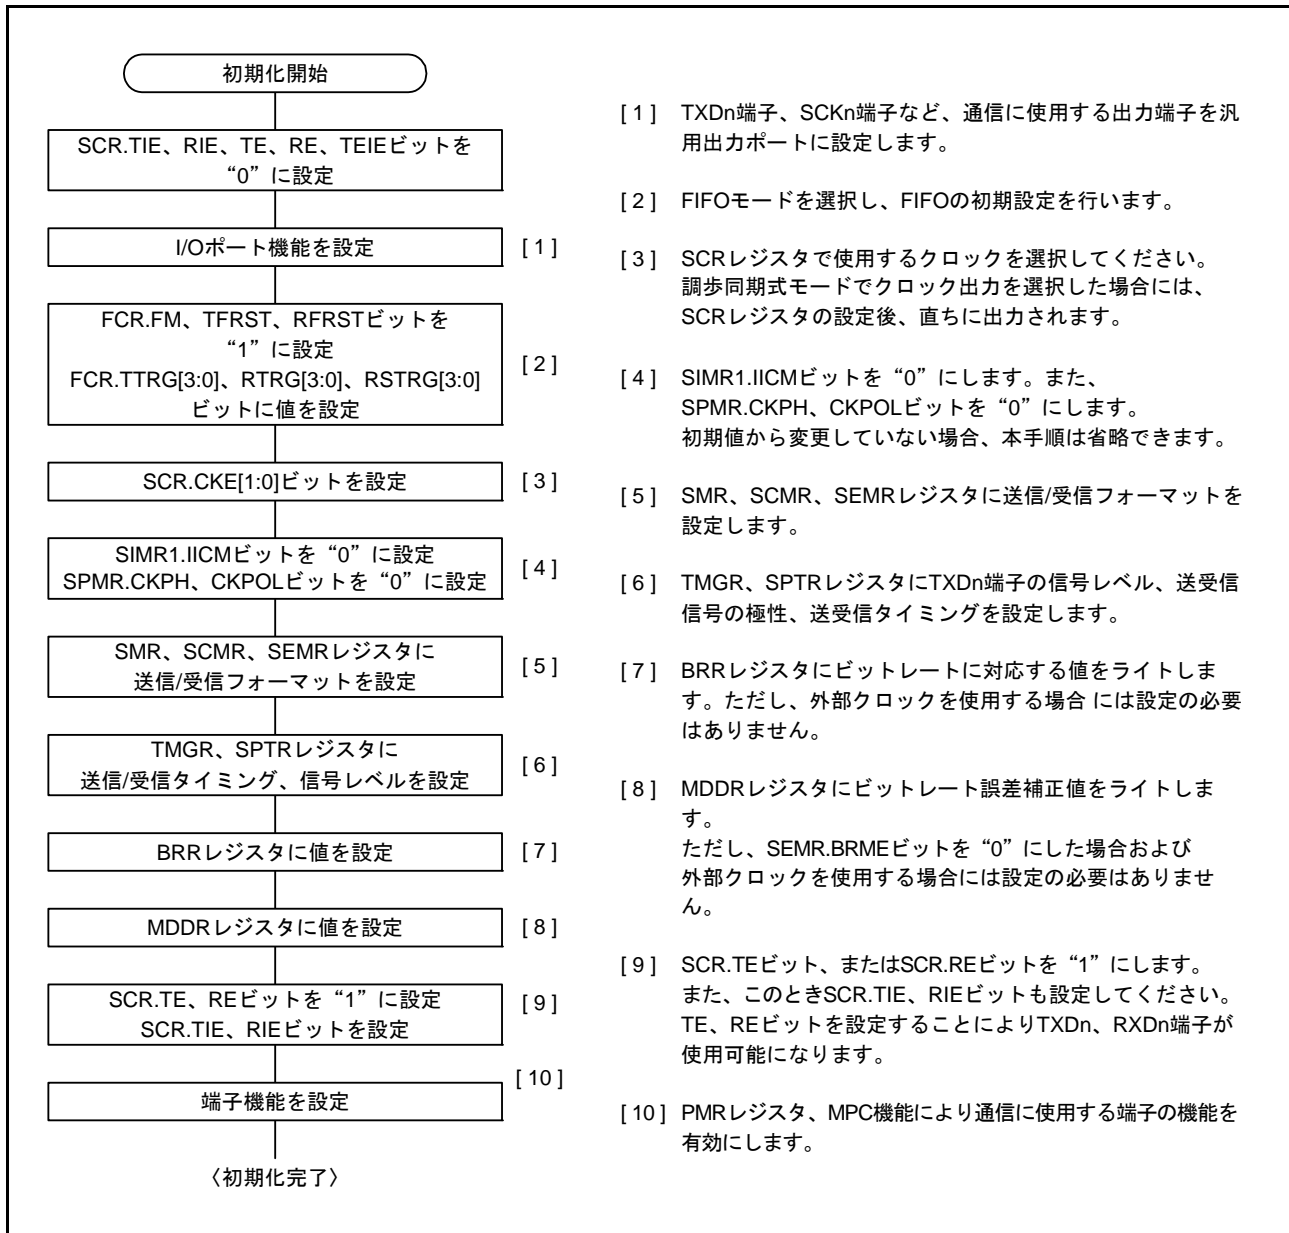 初期化開始
SCR.TIE、RIE、TE、RE、TEIEビットを
“0”に設定
I/Oポート機能を設定
[ 1 ]
FCR.FM、TFRST、RFRSTビットを
“1”に設定
FCR.TTRG[3:0]、RTRG[3:0]、RSTRG[3:0]
ビットに値を設定
[ 2 ]
SCR.CKE[1:0]ビットを設定
[ 3 ]
SIMR1.IICMビットを“0”に設定
SPMR.CKPH、CKPOLビットを“0”に設定
[ 4 ]
SMR、SCMR、SEMRレジスタに
送信/受信フォーマットを設定
[ 5 ]
TMGR、SPTRレジスタに
送信/受信タイミング、信号レベルを設定
[ 6 ]
BRRレジスタに値を設定
[ 7 ]
MDDRレジスタに値を設定
[ 8 ]
SCR.TE、REビットを“1”に設定
SCR.TIE、RIEビットを設定
[ 9 ]
端子機能を設定
[ 10 ]
〈初期化完了〉
[ 1 ] TXDn端子、SCKn端子など、通信に使用する出力端子を汎
用出力ポートに設定します。
[ 2 ] FIFOモードを選択し、FIFOの初期設定を行います。
[ 3 ] SCRレジスタで使用するクロックを選択してください。
調歩同期式モードでクロック出力を選択した場合には、
SCRレジスタの設定後、直ちに出力されます。
[ 4 ] SIMR1.IICMビットを“0”にします。また、
SPMR.CKPH、CKPOLビットを“0”にします。
初期値から変更していない場合、本手順は省略できます。
[ 5 ] SMR、SCMR、SEMRレジスタに送信/受信フォーマットを
設定します。
[ 6 ] TMGR、SPTRレジスタにTXDn端子の信号レベル、送受信
信号の極性、送受信タイミングを設定します。
[ 7 ] BRRレジスタにビットレートに対応する値をライトしま
す。ただし、外部クロックを使用する場合 には設定の必要
はありません。
[ 8 ] MDDRレジスタにビットレート誤差補正値をライトしま
す。
ただし、SEMR.BRMEビットを“0”にした場合および
外部クロックを使用する場合には設定の必要はありませ
ん。
[ 9 ] SCR.TEビット、またはSCR.REビットを“1”にします。
また、このときSCR.TIE、RIEビットも設定してください。
TE、REビットを設定することによりTXDn、RXDn端子が
使用可能になります。
[ 10 ] PMRレジスタ、MPC機能により通信に使用する端子の機能を
有効にします。